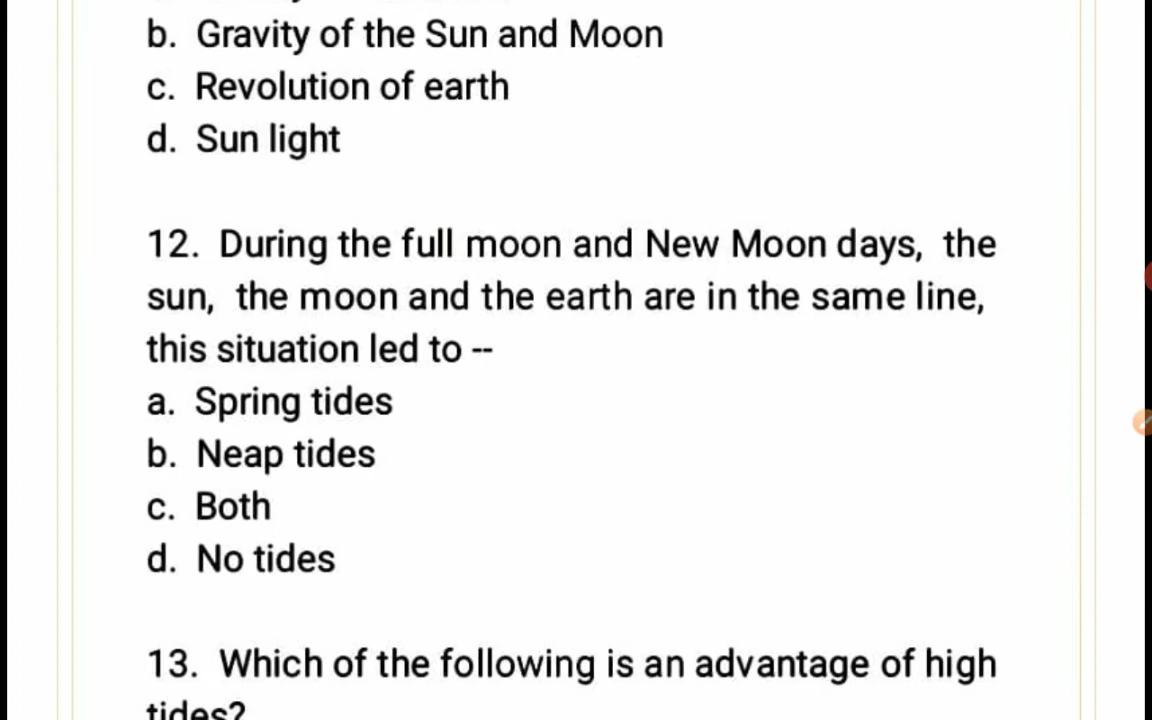 b. Gravity of the Sun and Moon
c. Revolution of earth
d. Sun light
12. During the full moon and New Moon days, the
sun, the moon and the earth are in the same line,
this situation led to --
a. Spring tides
b. Neap tides
c. Both
d. No tides
13. Which of the following is an advantage of high
tides?